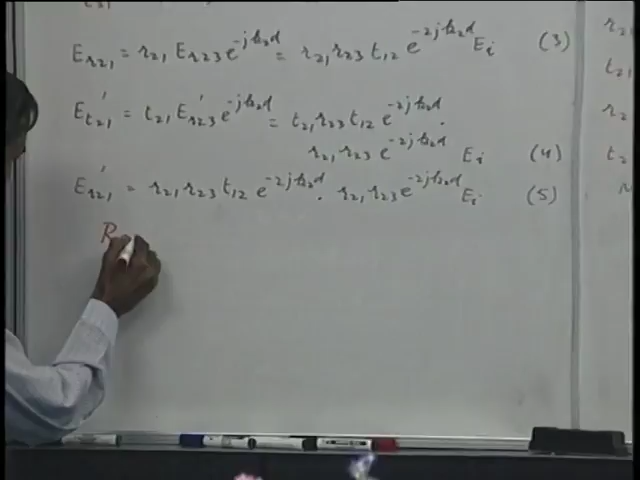 E_{r21} = r_{21} E_{r23} e^{-jk_2d} = r_{21} r_{23} t_{12} e^{-2jk_2d} E_i (3)
E'_{t21} = t_{21} E'_{r23} e^{-jk_2d} = t_{21} r_{23} t_{12} e^{-2jk_2d} .
r_{21} r_{23} e^{-2jk_2d} E_i (4)
E'_{r21} = r_{21} r_{23} t_{12} e^{-2jk_2d} . r_{21} r_{23} e^{-2jk_2d} E_i (5)
R